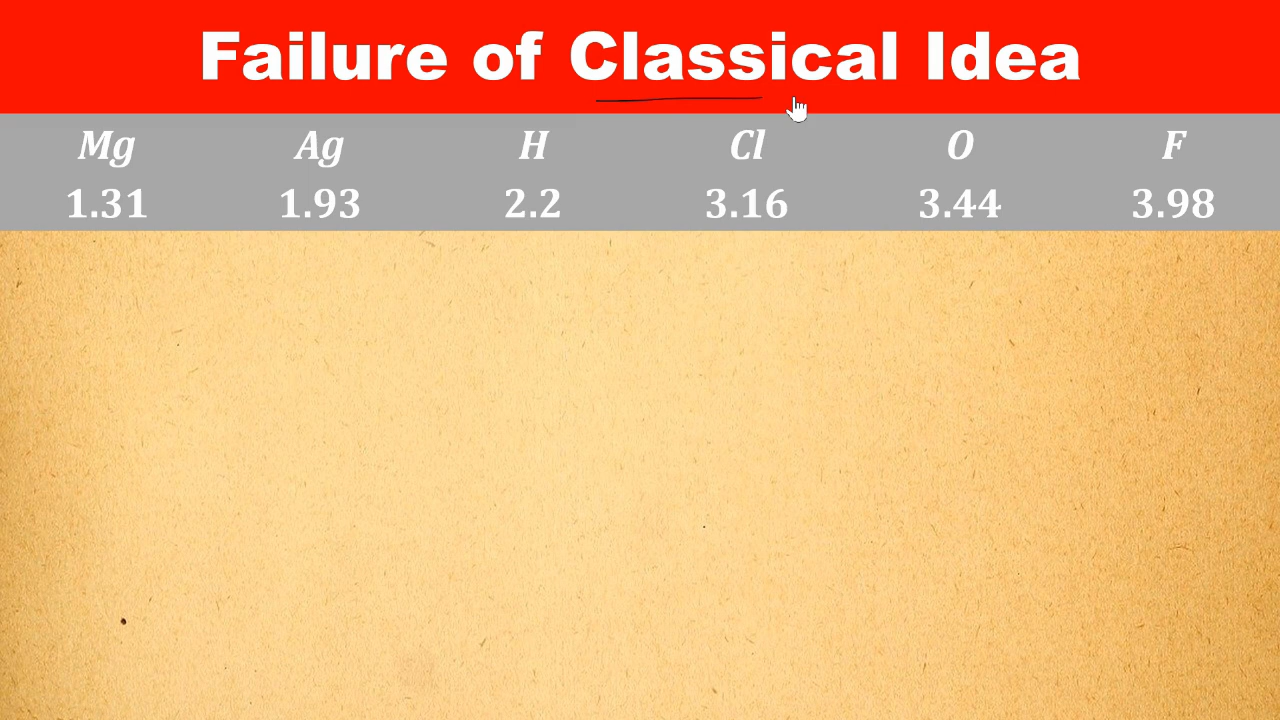 Failure of Classical Idea
Mg Ag H Cl O F
1.31 1.93 2.2 3.16 3.44 3.98